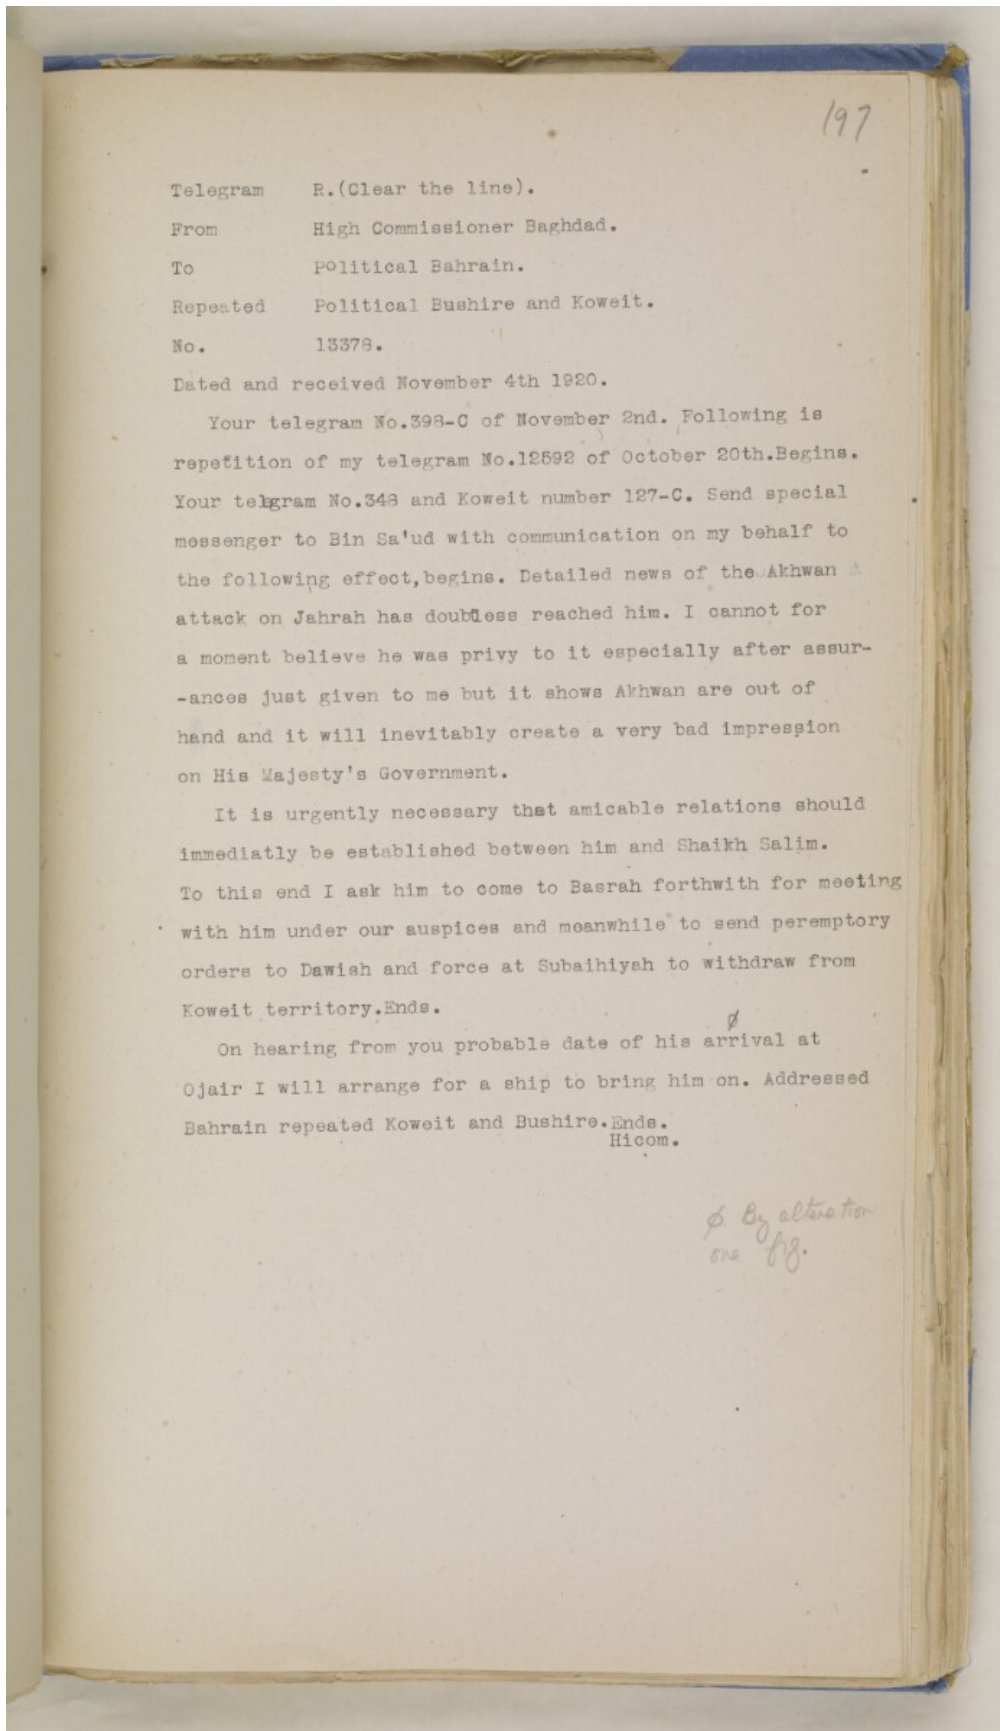 197
Telegram R.(Clear the line).
From High Commissioner Baghdad.
To Political Bahrain.
Repeated Political Bushire and Koweit.
No. 13378.
Dated and received November 4th 1920.
Your telegram No.398-C of November 2nd. Following is
repetition of my telegram No.12592 of October 20th.Begins.
Your telgram No.348 and Koweit number 127-C. Send special
messenger to Bin Sa'ud with communication on my behalf to
the following effect,begins. Detailed news of the Akhwan
attack on Jahrah has doubtless reached him. I cannot for
a moment believe he was privy to it especially after assur-
-ances just given to me but it shows Akhwan are out of
hand and it will inevitably create a very bad impression
on His Majesty's Government.
It is urgently necessary that amicable relations should
immediatly be established between him and Shaikh Salim.
To this end I ask him to come to Basrah forthwith for meeting
with him under our auspices and meanwhile to send peremptory
orders to Dawish and force at Subaihiyah to withdraw from
Koweit territory.Ends.
ø
On hearing from you probable date of his arrival at
Ojair I will arrange for a ship to bring him on. Addressed
Bahrain repeated Koweit and Bushire.Ends.
Hicom.
ø By alteration
one fig.